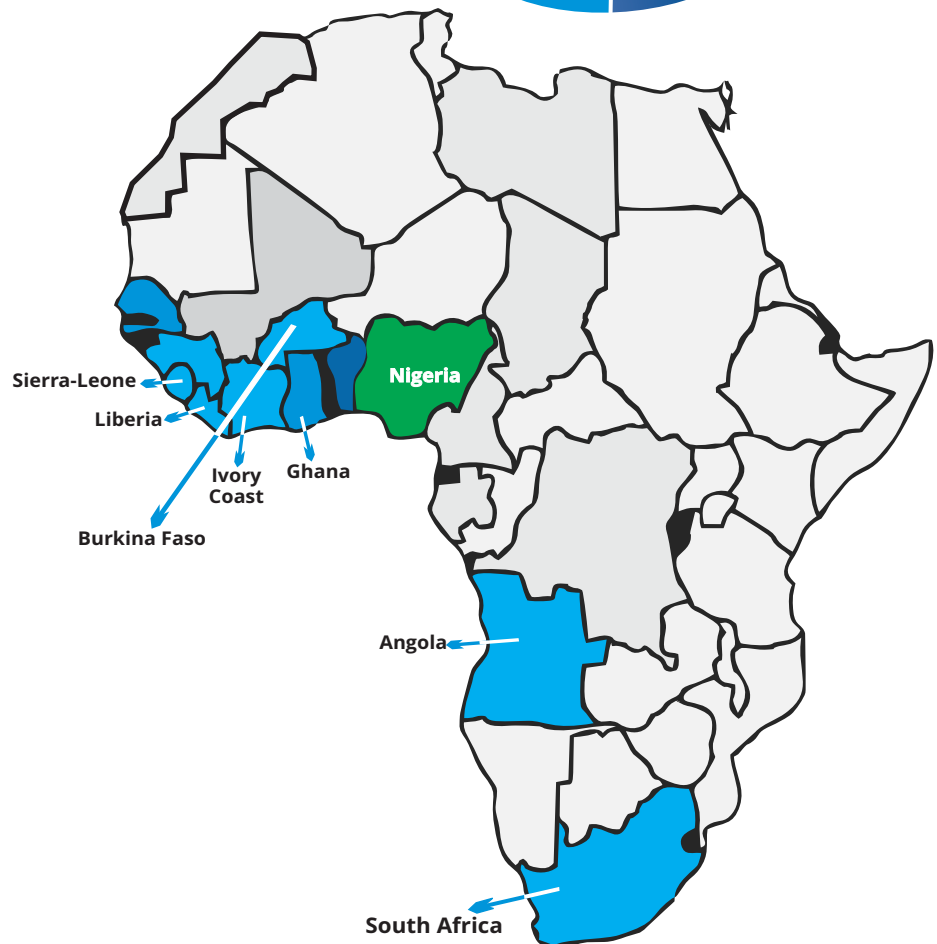 Nigeria
Sierra-Leone
Liberia
Ivory
Coast
Ghana
Burkina Faso
Angola
South Africa